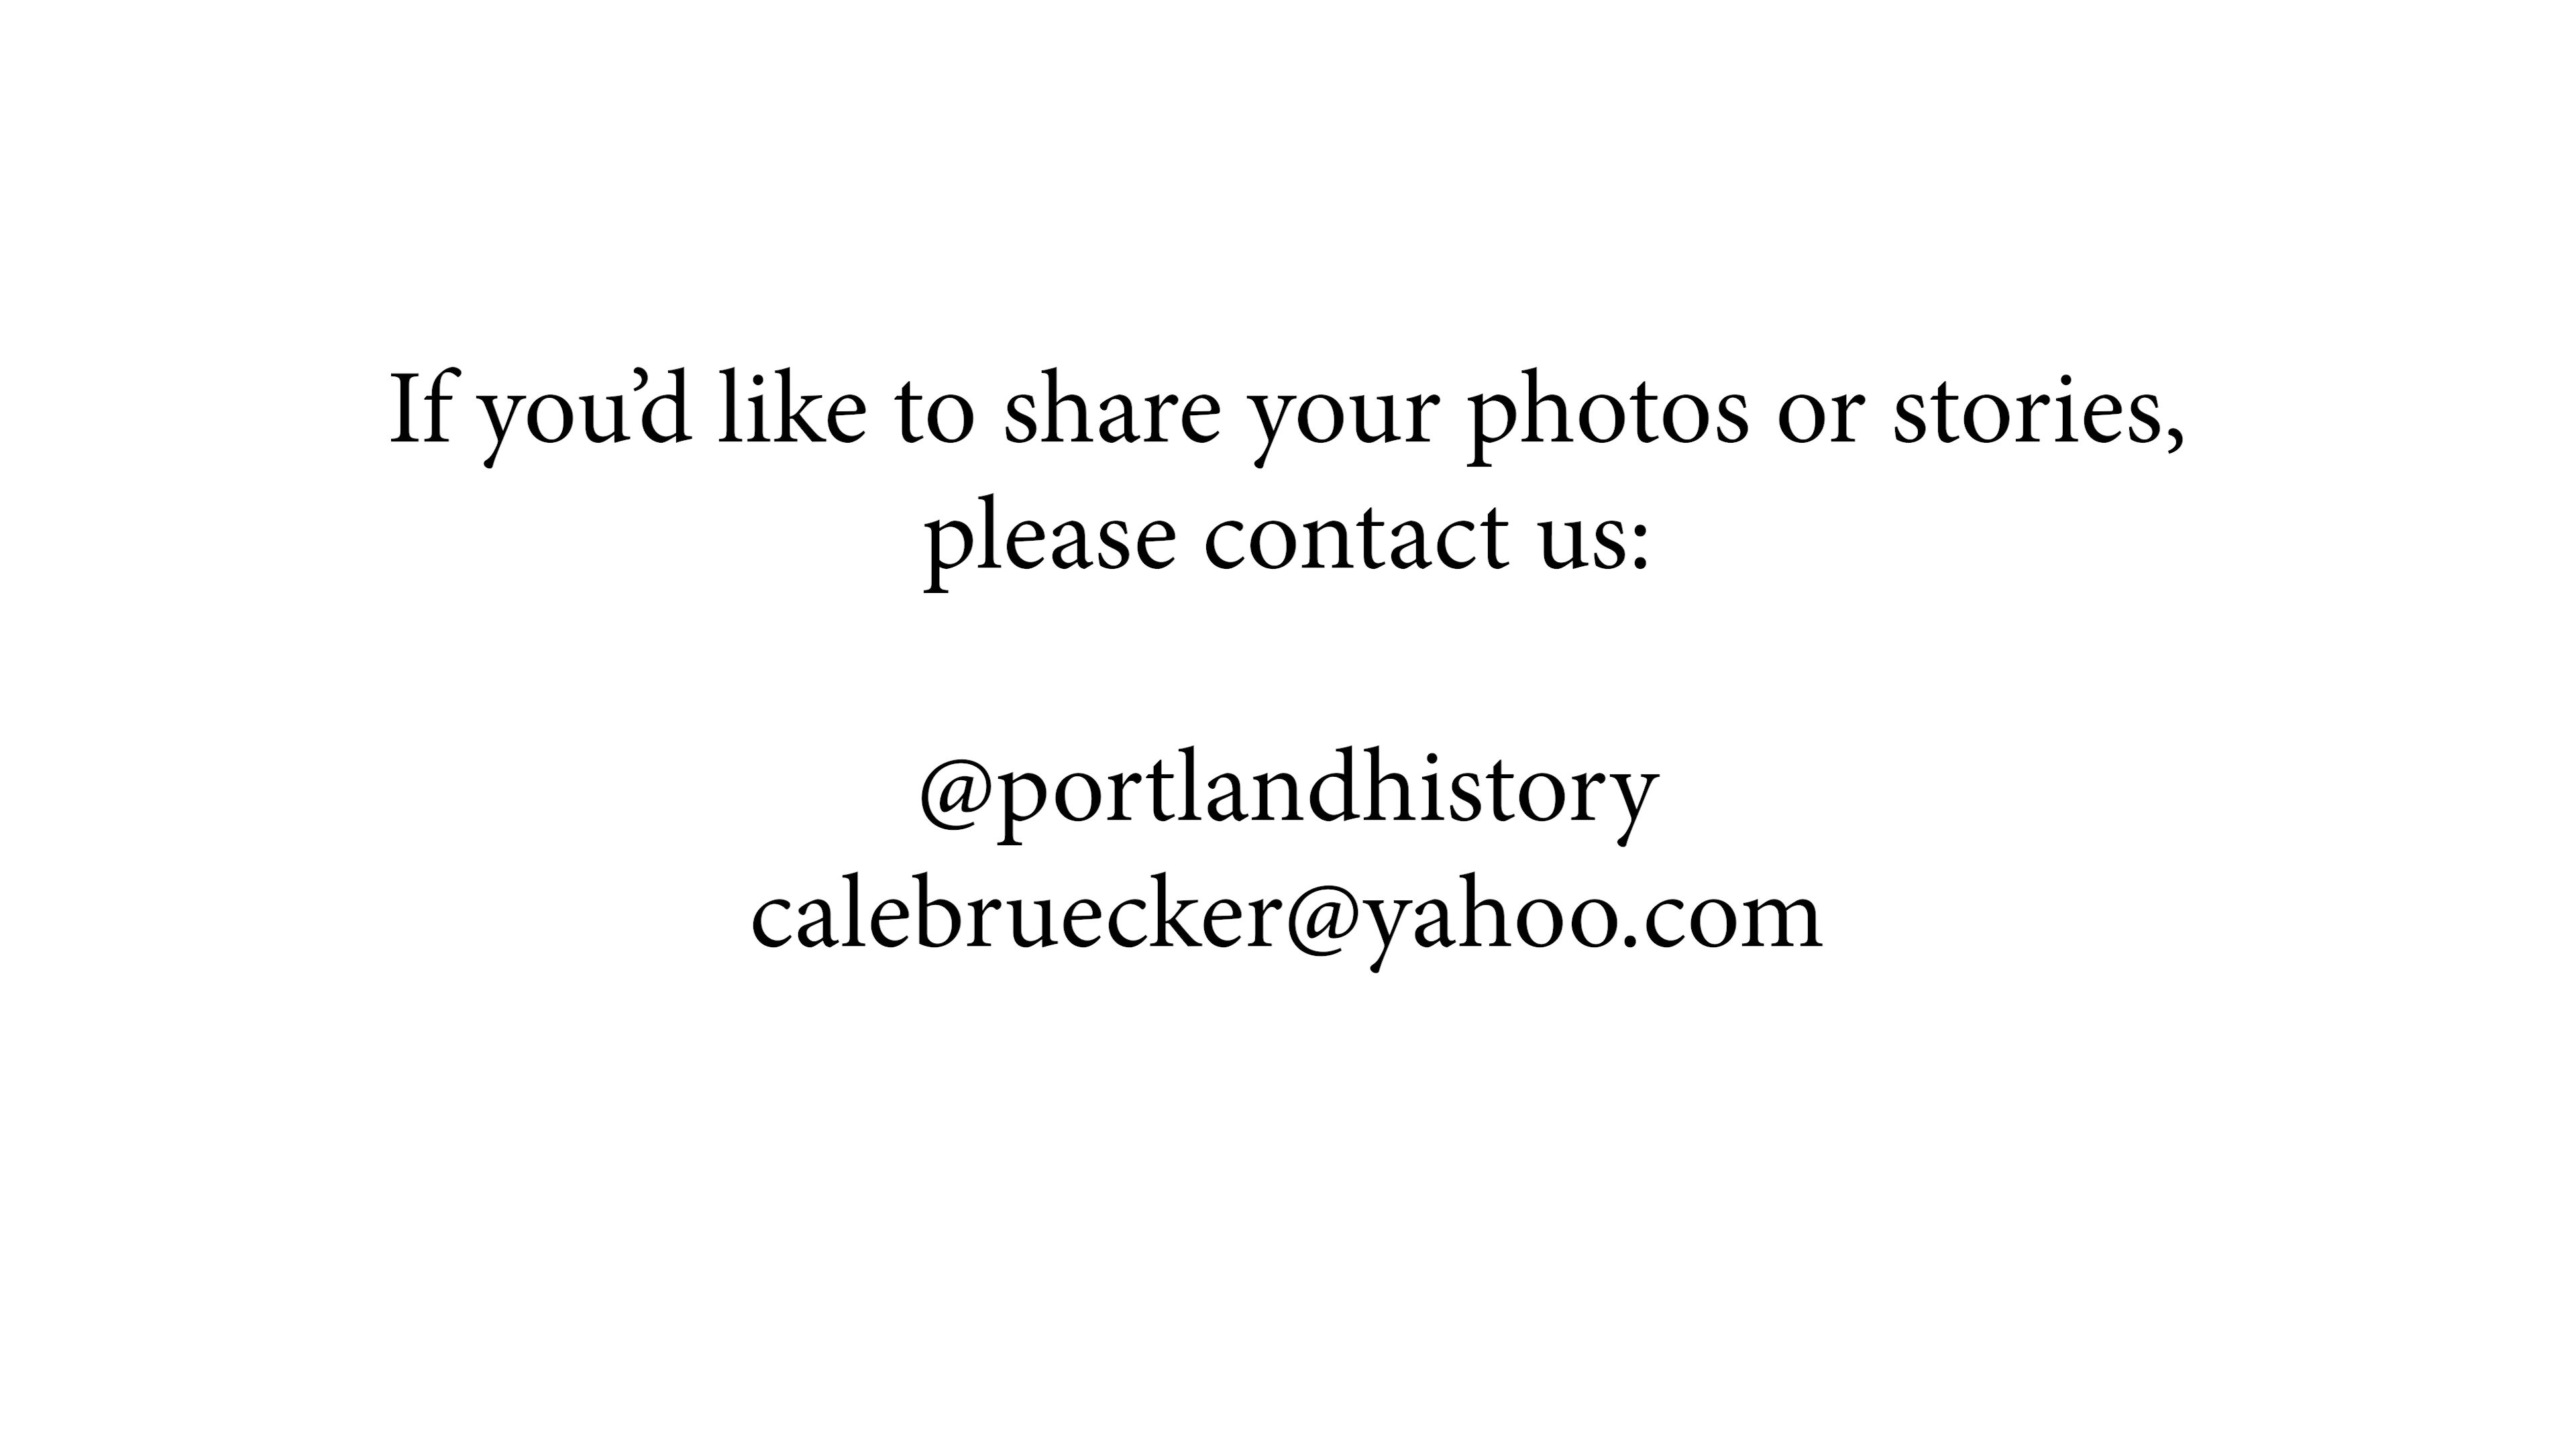 If you’d like to share your photos or stories,
please contact us:
@portlandhistory
calebruecker@yahoo.com